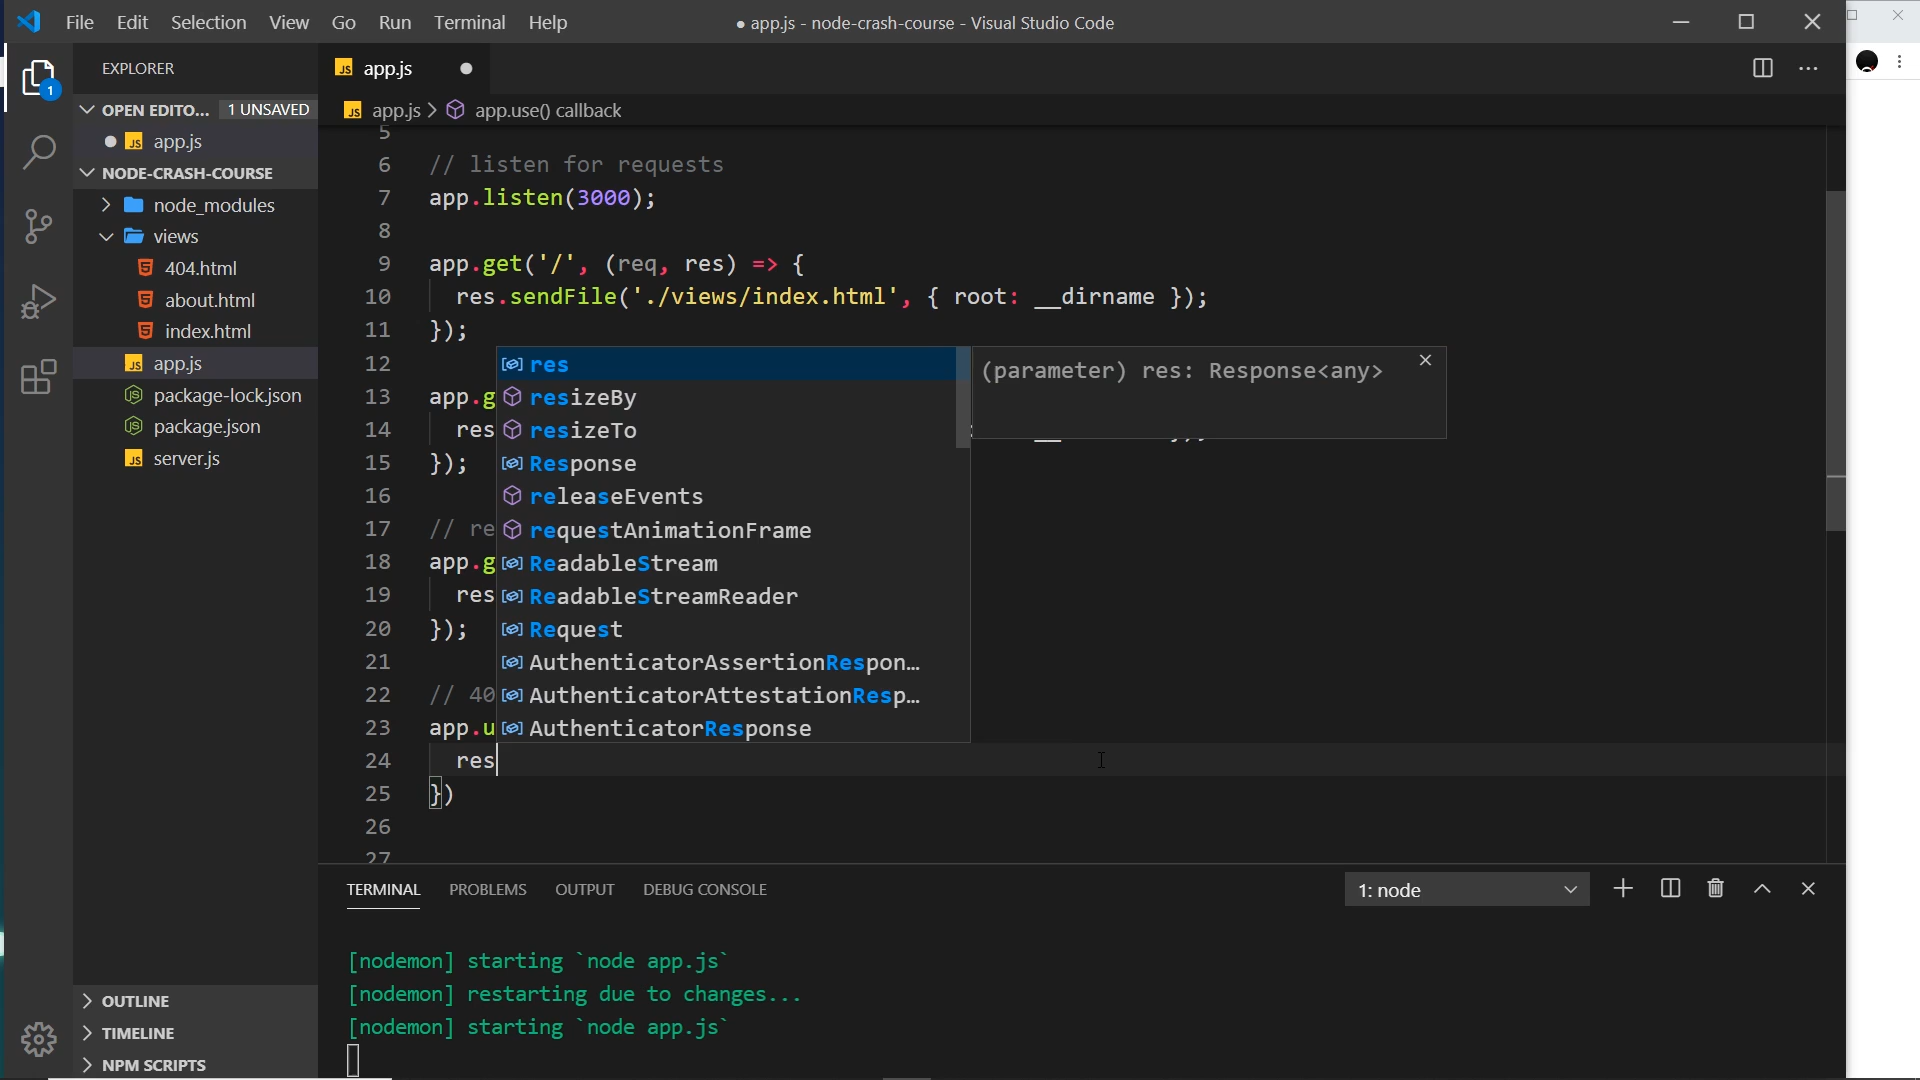 File Edit Selection View Go Run Terminal Help
● app.js - node-crash-course - Visual Studio Code
EXPLORER
1
OPEN EDITO... 1 UNSAVED
JS app.js
NODE-CRASH-COURSE
node_modules
views
404.html
about.html
index.html
JS app.js
package-lock.json
package.json
JS server.js
OUTLINE
TIMELINE
NPM SCRIPTS
JS app.js
JS app.js > app.use() callback
5
6 // listen for requests
7 app.listen(3000);
8
9 app.get('/', (req, res) => {
10 res.sendFile('./views/index.html', { root: __dirname });
11 });
12
13 app.g
14 res
15 });
16
17 // re
18 app.g
19 res
20 });
21
22 // 40
23 app.u
24 res
25 })
26
27
res
resizeBy
resizeTo
Response
releaseEvents
requestAnimationFrame
ReadableStream
ReadableStreamReader
Request
AuthenticatorAssertionRespon...
AuthenticatorAttestationResp...
AuthenticatorResponse
(parameter) res: Response<any>
TERMINAL PROBLEMS OUTPUT DEBUG CONSOLE
1: node
[nodemon] starting `node app.js`
[nodemon] restarting due to changes...
[nodemon] starting `node app.js`